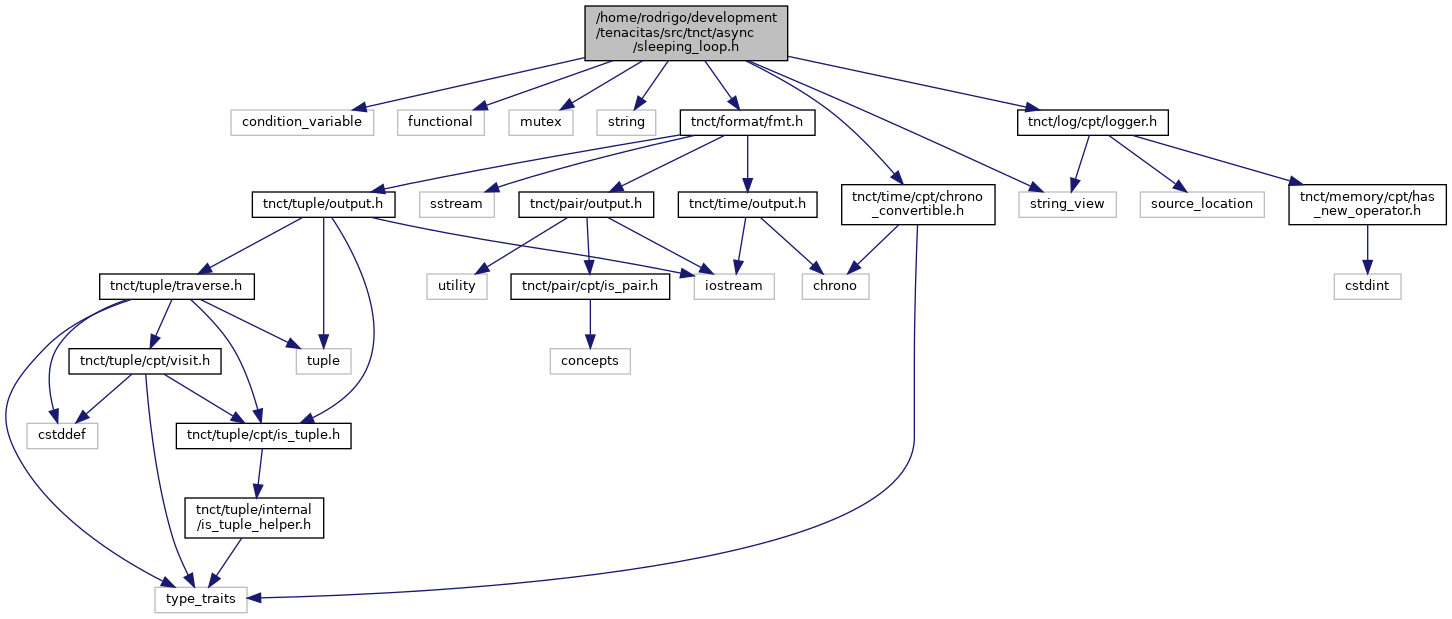 /home/rodrigo/development
/tenacitas/src/tnct/async
/sleeping_loop.h
condition_variable
functional
mutex
string
tnct/format/fmt.h
tnct/log/cpt/logger.h
tnct/tuple/output.h
sstream
tnct/pair/output.h
tnct/time/output.h
tnct/time/cpt/chrono
_convertible.h
string_view
source_location
tnct/memory/cpt/has
_new_operator.h
tnct/tuple/traverse.h
utility
tnct/pair/cpt/is_pair.h
iostream
chrono
cstdint
tnct/tuple/cpt/visit.h
tuple
concepts
cstddef
tnct/tuple/cpt/is_tuple.h
tnct/tuple/internal
/is_tuple_helper.h
type_traits